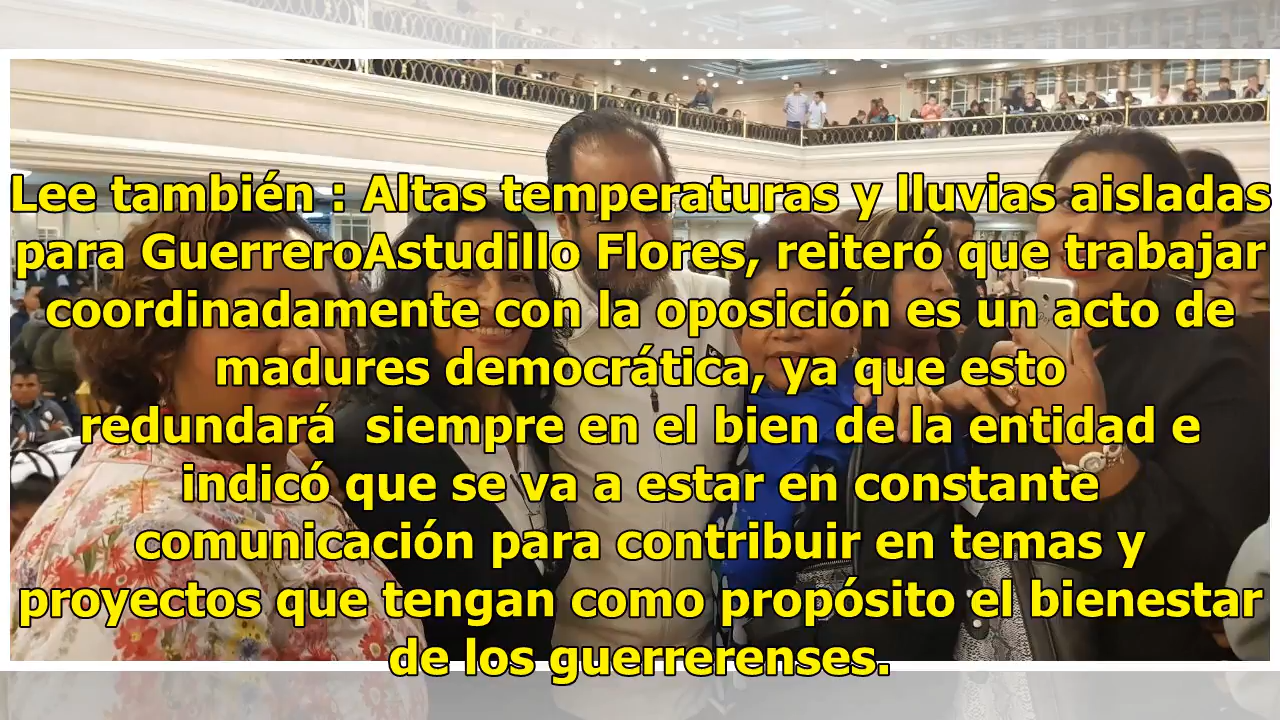 Lee también : Altas temperaturas y lluvias aisladas
para GuerreroAstudillo Flores, reiteró que trabajar
coordinadamente con la oposición es un acto de
madures democrática, ya que esto
redundará  siempre en el bien de la entidad e
indicó que se va a estar en constante
comunicación para contribuir en temas y
proyectos que tengan como propósito el bienestar
de los guerrerenses.